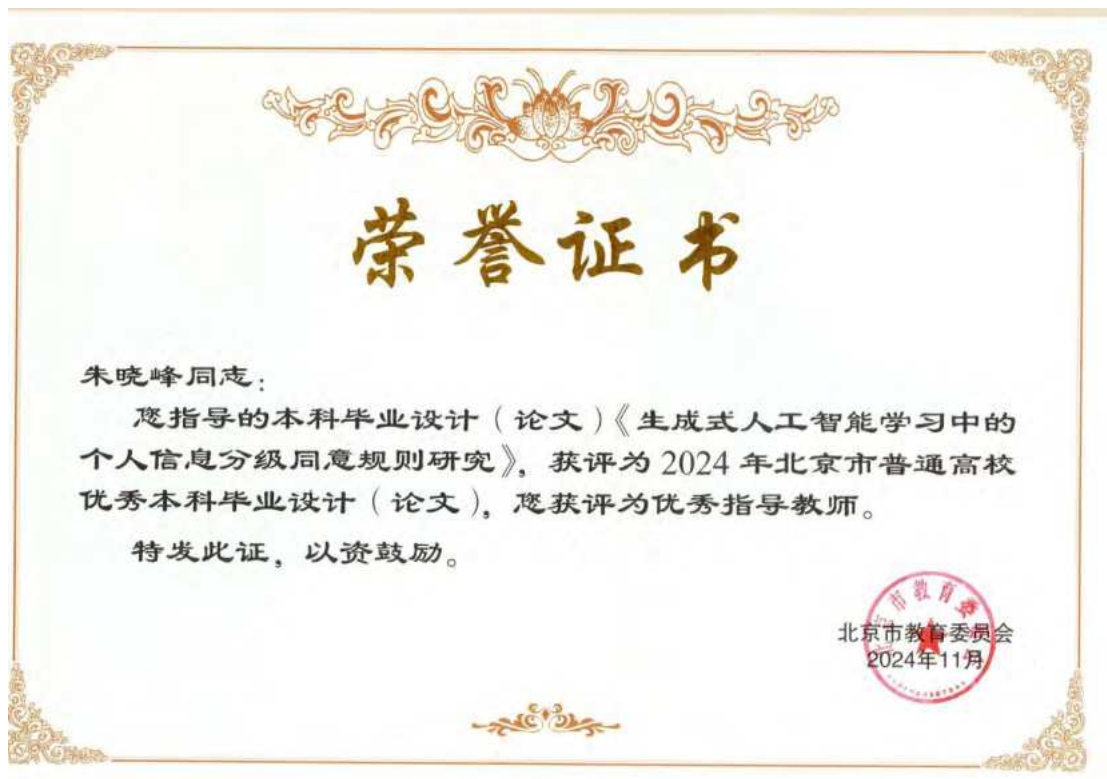 荣誉证书
朱晓峰同志：
您指导的本科毕业设计（论文）《生成式人工智能学习中的
个人信息分级同意规则研究》，获评为 2024 年北京市普通高校
优秀本科毕业设计（论文），您获评为优秀指导教师。
特发此证，以资鼓励。
北京市教育委员会
2024年11月